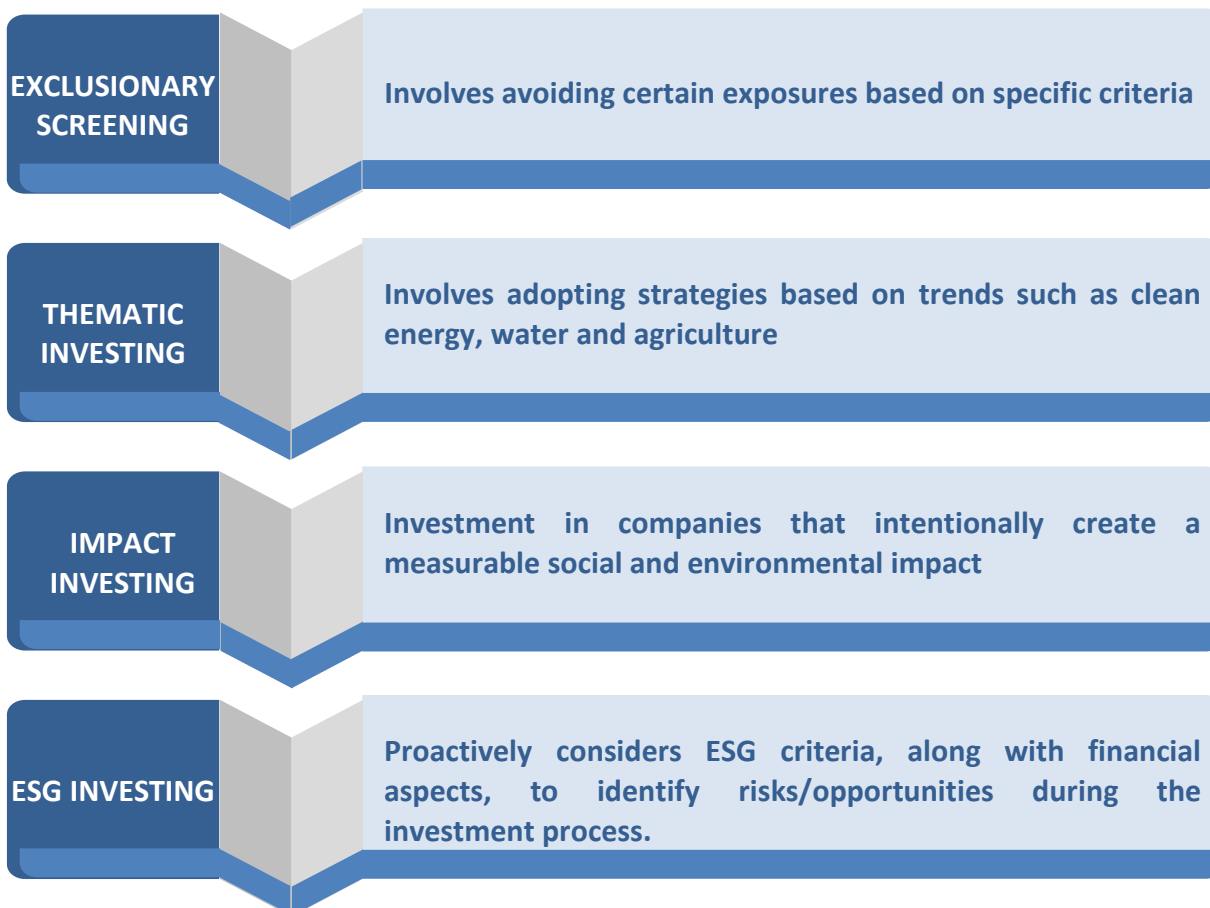 EXCLUSIONARY
SCREENING
Involves avoiding certain exposures based on specific criteria
THEMATIC
INVESTING
Involves adopting strategies based on trends such as clean
energy, water and agriculture
IMPACT
INVESTING
Investment in companies that intentionally create a
measurable social and environmental impact
ESG INVESTING
Proactively considers ESG criteria, along with financial
aspects, to identify risks/opportunities during the
investment process.